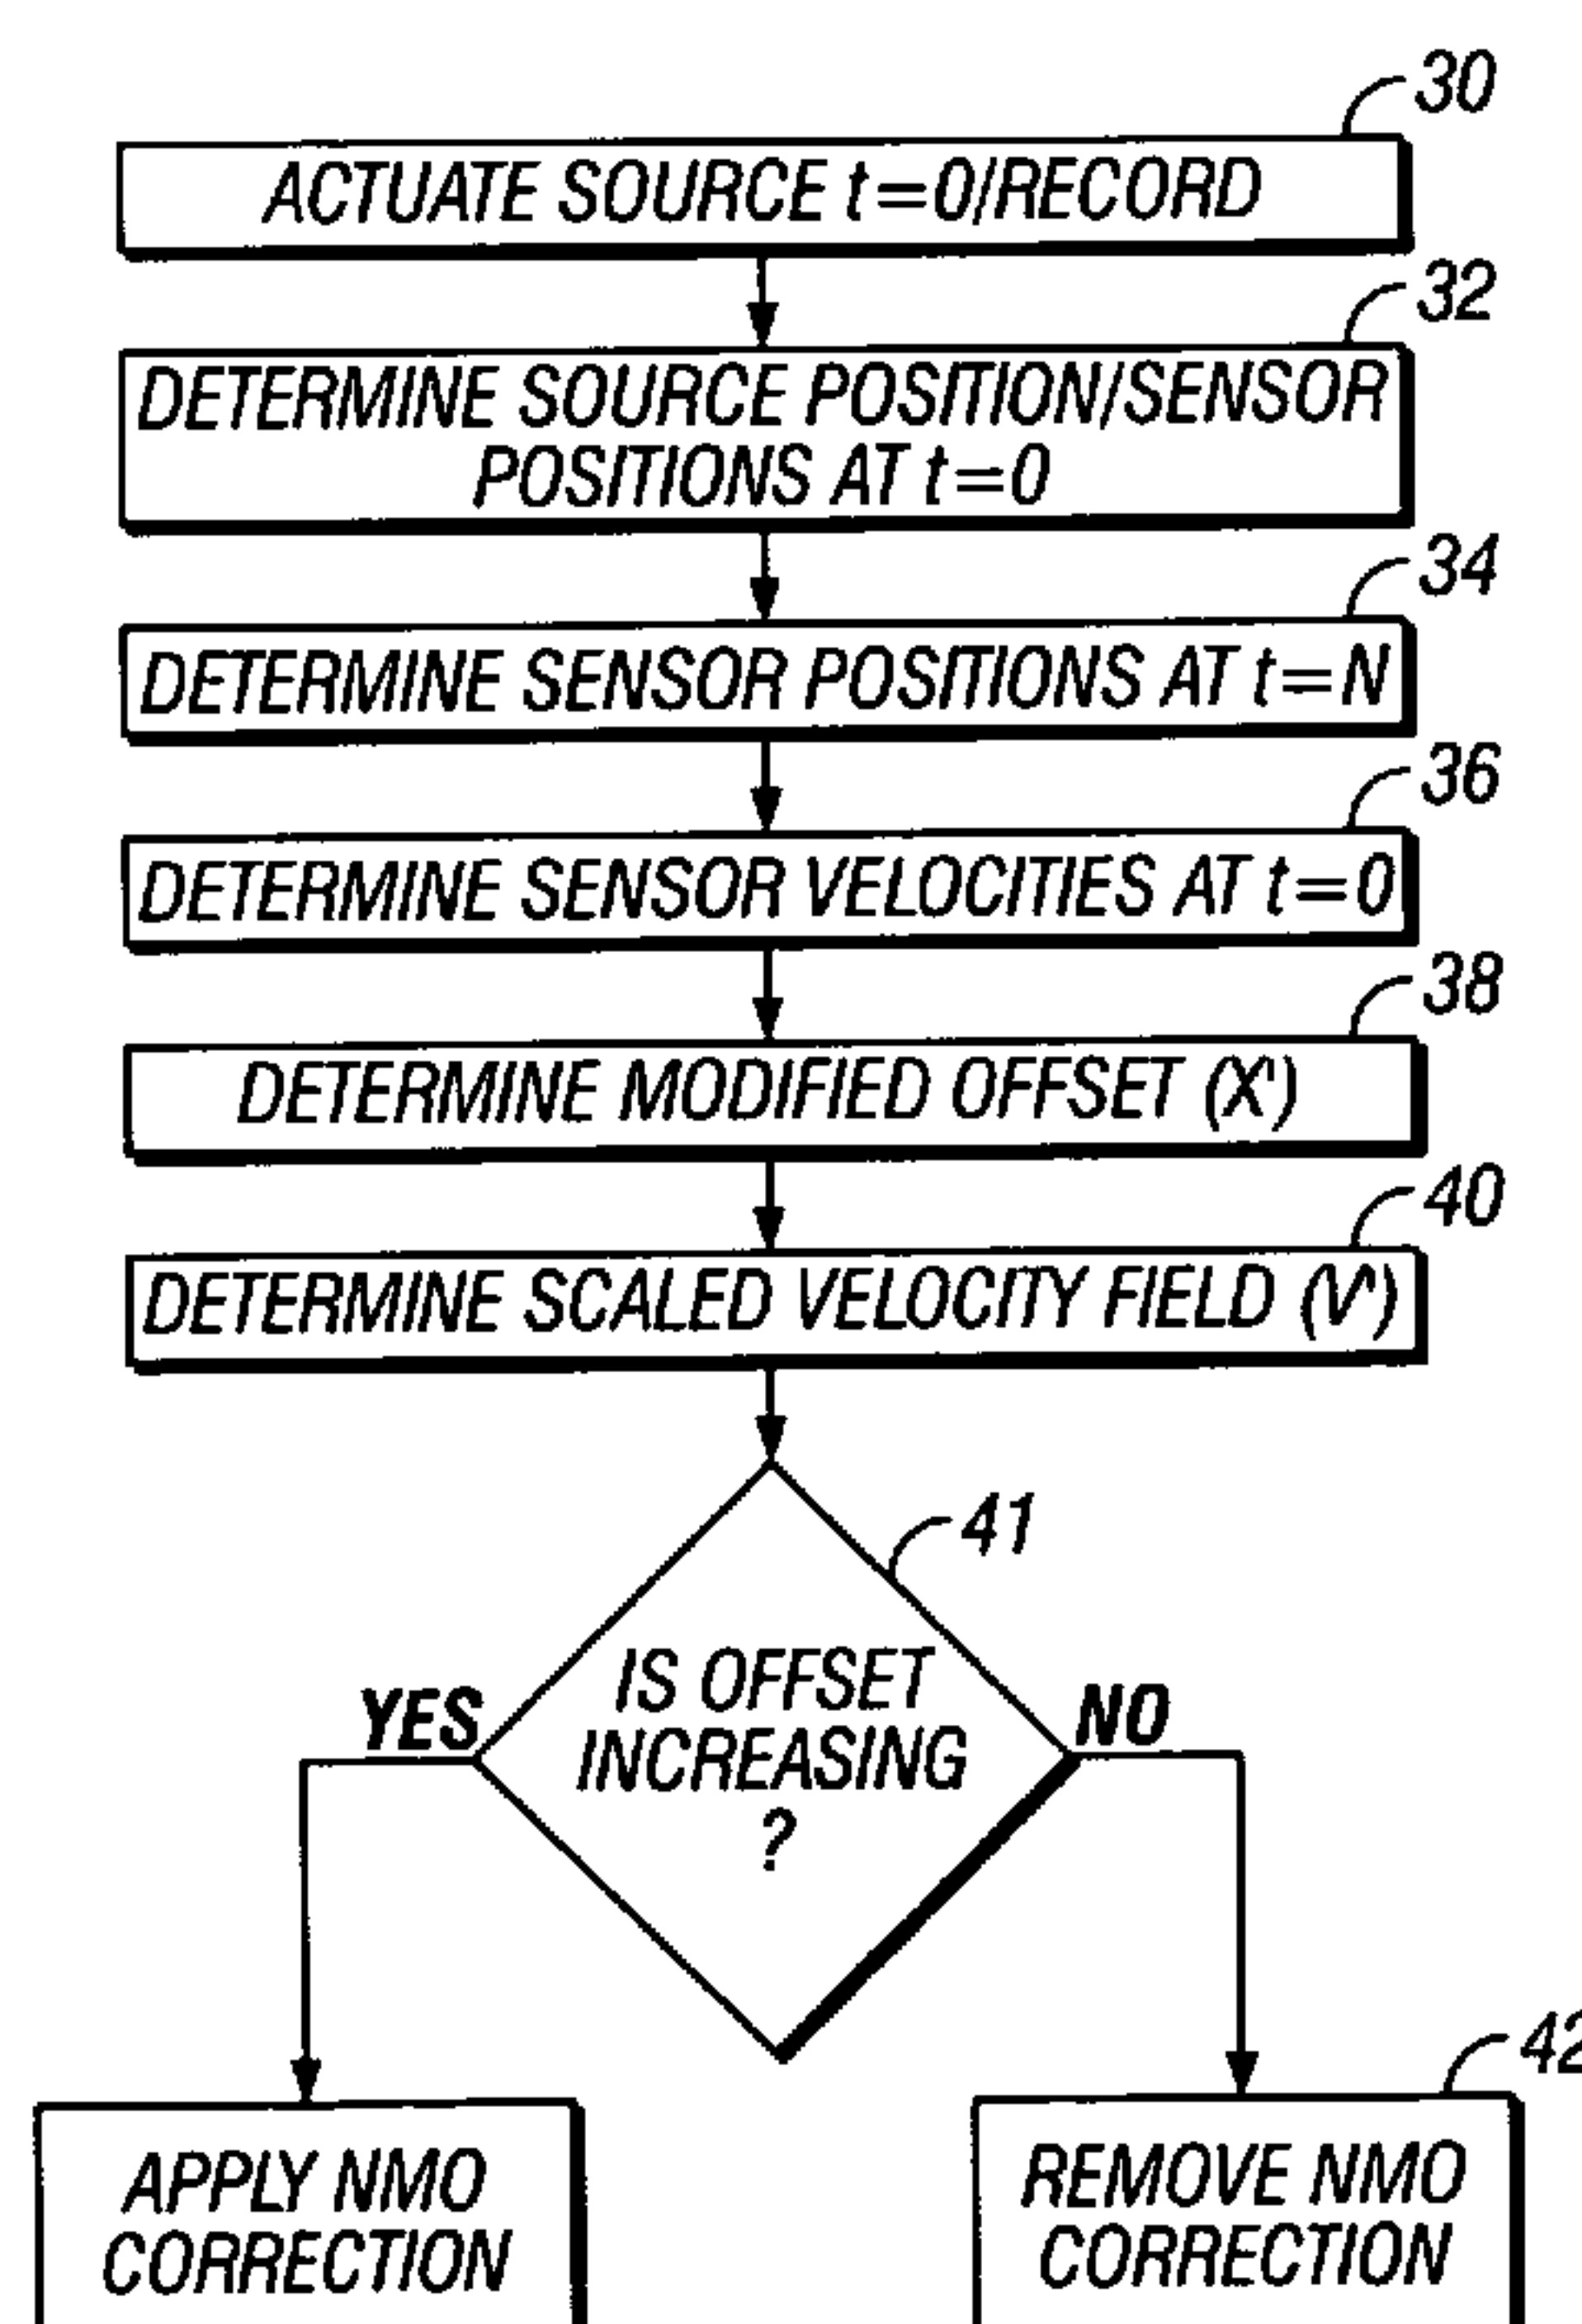 30
ACTUATE SOURCE t=0/RECORD
32
DETERMINE SOURCE POSITION/SENSOR
POSITIONS AT t=0
34
DETERMINE SENSOR POSITIONS AT t=N
36
DETERMINE SENSOR VELOCITIES AT t=0
38
DETERMINE MODIFIED OFFSET (X')
40
DETERMINE SCALED VELOCITY FIELD (V')
41
IS OFFSET
INCREASING
?
YES
NO
42
APPLY NMO
CORRECTION
REMOVE NMO
CORRECTION